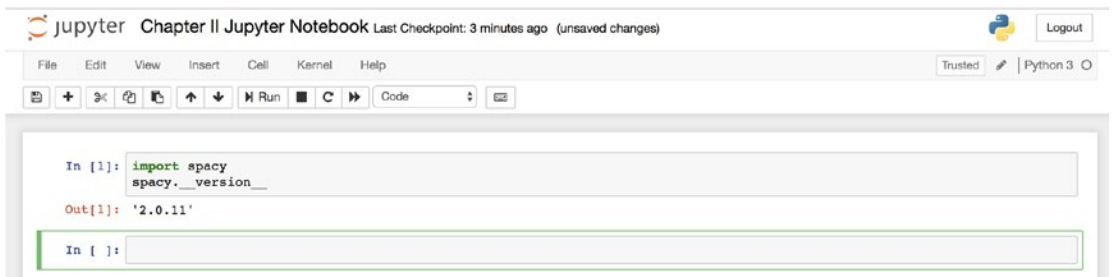 jupyter Chapter II Jupyter Notebook Last Checkpoint: 3 minutes ago (unsaved changes) Logout
File Edit View Insert Cell Kernel Help Trusted Python 3
Run Code
In [1]: import spacy
spacy.__version__
Out[1]: '2.0.11'
In [ ]: